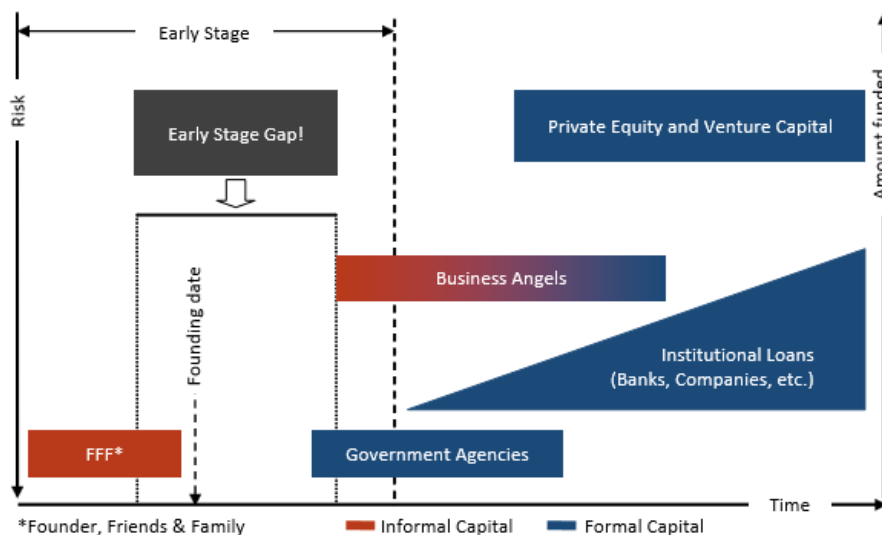 Early Stage
Risk
Amount funded
Early Stage Gap!
Private Equity and Venture Capital
Business Angels
Founding date
Institutional Loans
(Banks, Companies, etc.)
FFF*
Government Agencies
Time
*Founder, Friends & Family
Informal Capital
Formal Capital